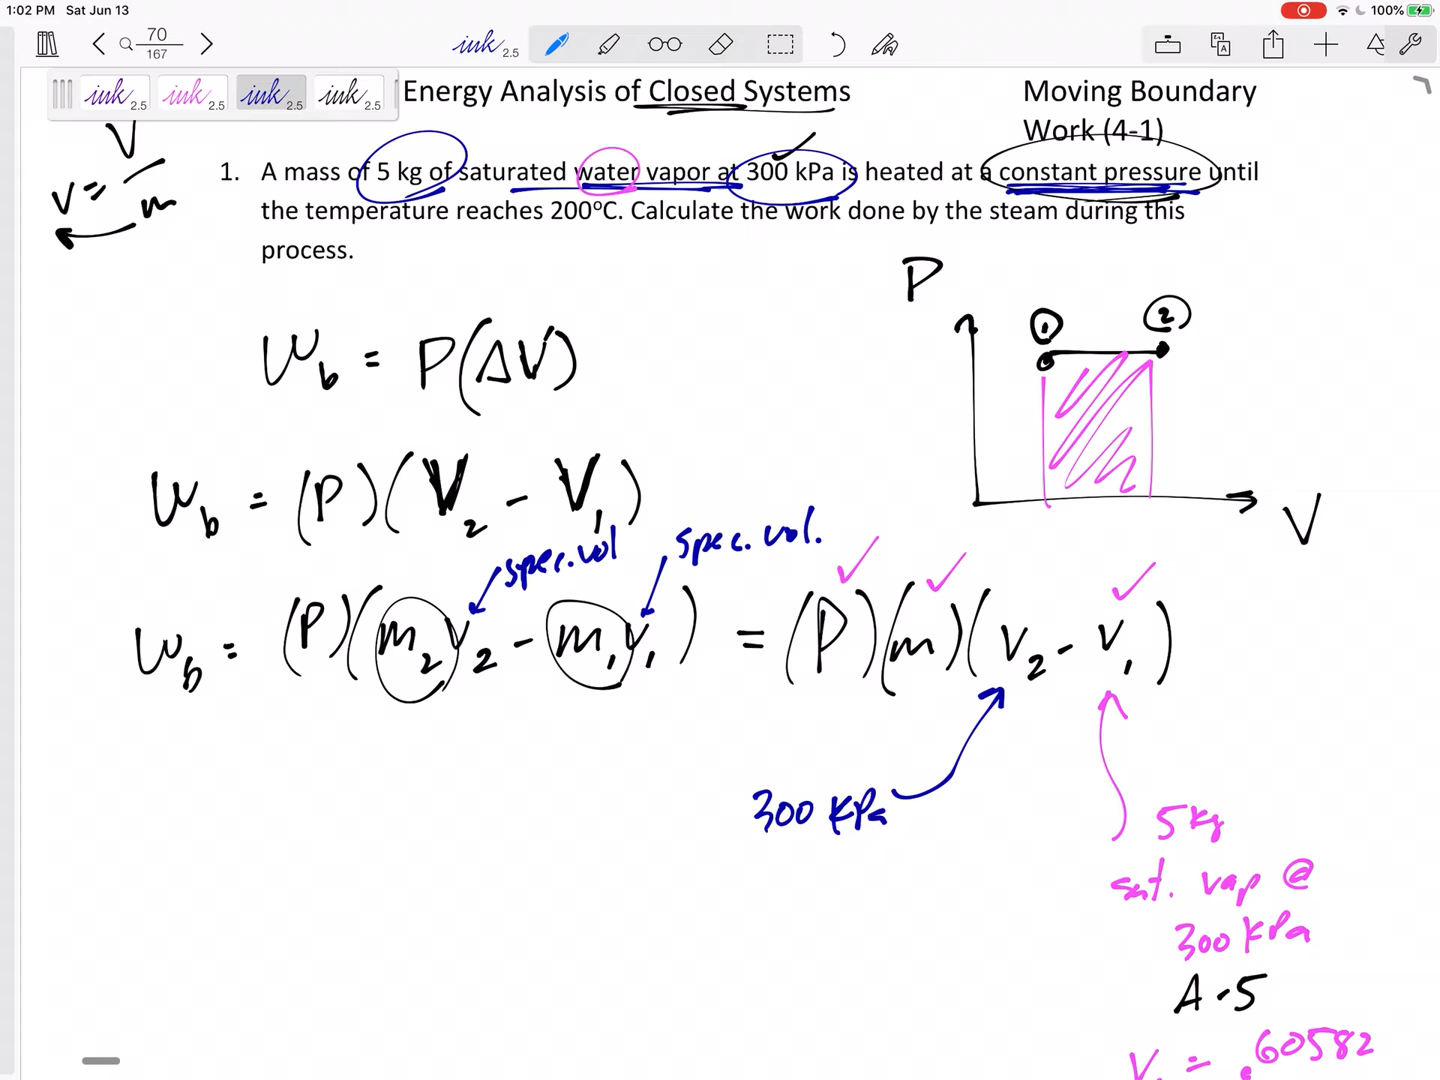 1:02 PM Sat Jun 13
100%
70
167
ink 2.5
ink 2.5
ink 2.5
ink 2.5
ink 2.5
Energy Analysis of Closed Systems
Moving Boundary
Work (4-1)
v = V/m
1. A mass of 5 kg of saturated water vapor at 300 kPa is heated at a constant pressure until
the temperature reaches 200°C. Calculate the work done by the steam during this
process.
P
1
2
V
W_b = P(ΔV)
W_b = (P)(V_2 - V_1)
spec. vol
spec. vol.
W_b = (P)(m_2 v_2 - m_1 v_1) = (P)(m)(v_2 - v_1)
300 kPa
5 kg
sat. vap @
300 kPa
A-5
V_1 = .60582